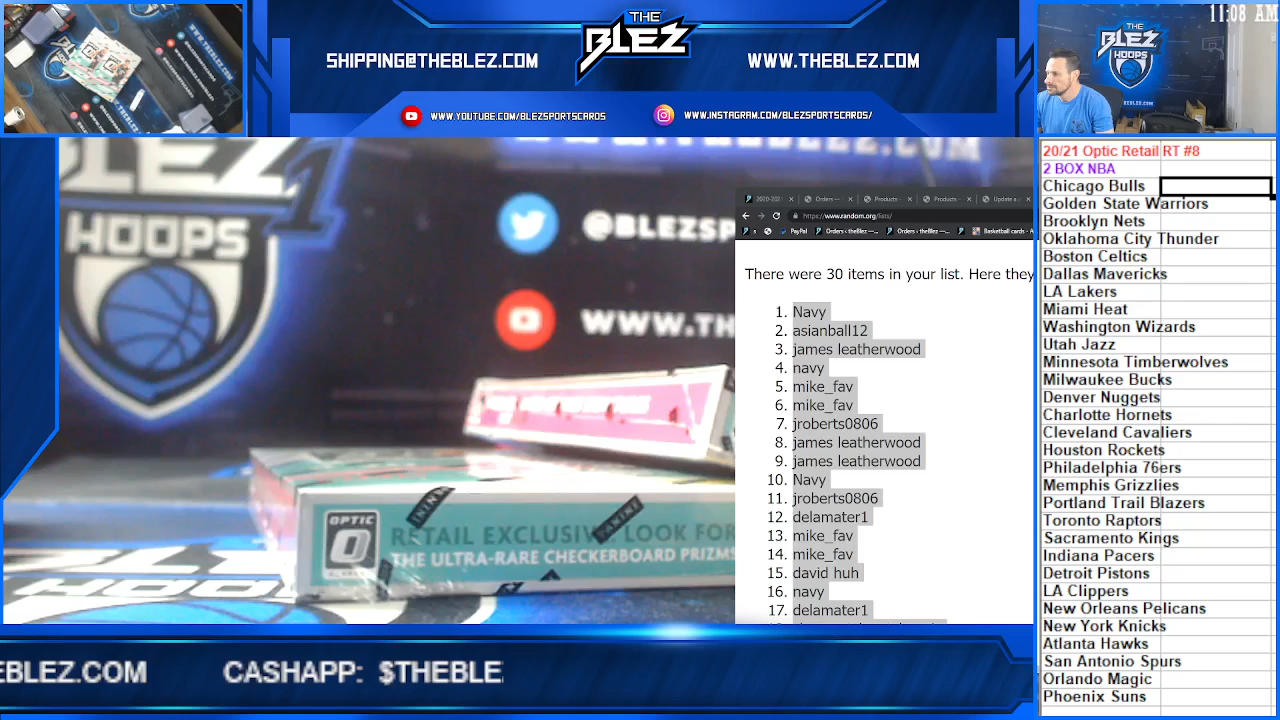 THE
BLEZ
SHIPPING@THEBLEZ.COM
WWW.THEBLEZ.COM
WWW.YOUTUBE.COM/BLEZSPORTSCARDS
WWW.INSTAGRAM.COM/BLEZSPORTSCARDS/
11:08 AM
THE
BLEZ
HOOPS
HOOPS
@BLEZSP
WWW.TH
https://www.random.org/lists/
PayPal
There were 30 items in your list. Here they
1. Navy
2. asianball12
3. james leatherwood
4. navy
5. mike_fav
6. mike_fav
7. jroberts0806
8. james leatherwood
9. james leatherwood
10. Navy
11. jroberts0806
12. delamater1
13. mike_fav
14. mike_fav
15. david huh
16. navy
17. delamater1
OPTIC
RETAIL EXCLUSIVE LOOK FOR
THE ULTRA-RARE CHECKERBOARD PRIZMS
PANINI
20/21 Optic Retail RT #8
2 BOX NBA
Chicago Bulls
Golden State Warriors
Brooklyn Nets
Oklahoma City Thunder
Boston Celtics
Dallas Mavericks
LA Lakers
Miami Heat
Washington Wizards
Utah Jazz
Minnesota Timberwolves
Milwaukee Bucks
Denver Nuggets
Charlotte Hornets
Cleveland Cavaliers
Houston Rockets
Philadelphia 76ers
Memphis Grizzlies
Portland Trail Blazers
Toronto Raptors
Sacramento Kings
Indiana Pacers
Detroit Pistons
LA Clippers
New Orleans Pelicans
New York Knicks
Atlanta Hawks
San Antonio Spurs
Orlando Magic
Phoenix Suns
EBLEZ.COM
CASHAPP: $THEBLE